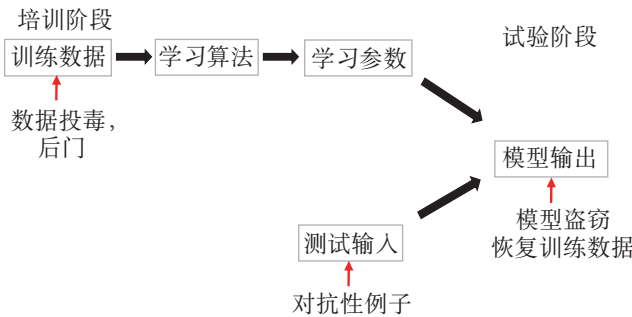 培训阶段
试验阶段
训练数据
学习算法
学习参数
数据投毒,
后门
模型输出
模型盗窃
恢复训练数据
测试输入
对抗性例子